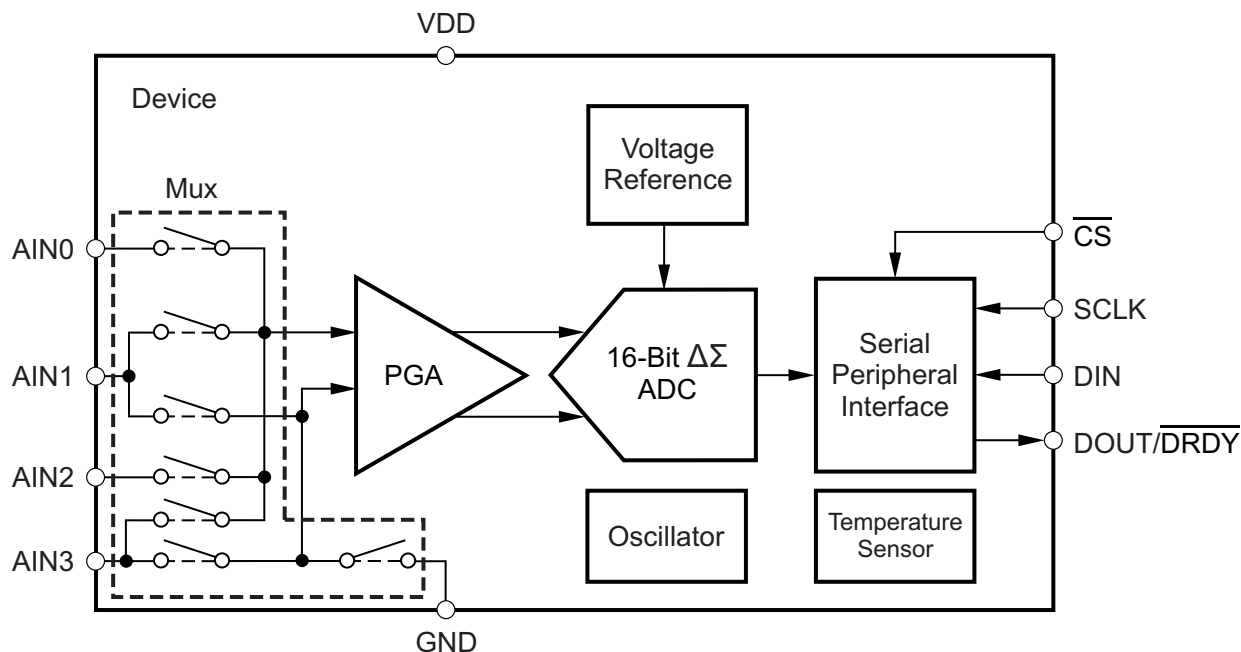 VDD
Device
Voltage
Reference
Mux
AIN0
CS
SCLK
AIN1
PGA
16-Bit ΔΣ
ADC
Serial
Peripheral
Interface
DIN
DOUT/DRDY
AIN2
AIN3
Oscillator
Temperature
Sensor
GND